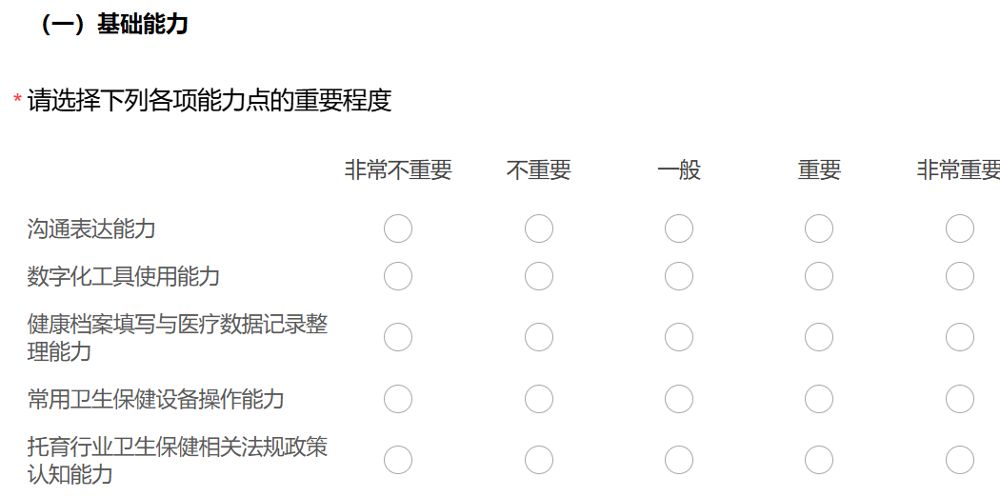 （一）基础能力
* 请选择下列各项能力点的重要程度
非常不重要 不重要 一般 重要 非常重要
沟通表达能力
数字化工具使用能力
健康档案填写与医疗数据记录整
理能力
常用卫生保健设备操作能力
托育行业卫生保健相关法规政策
认知能力